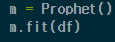 m = Prophet()
m.fit(df)